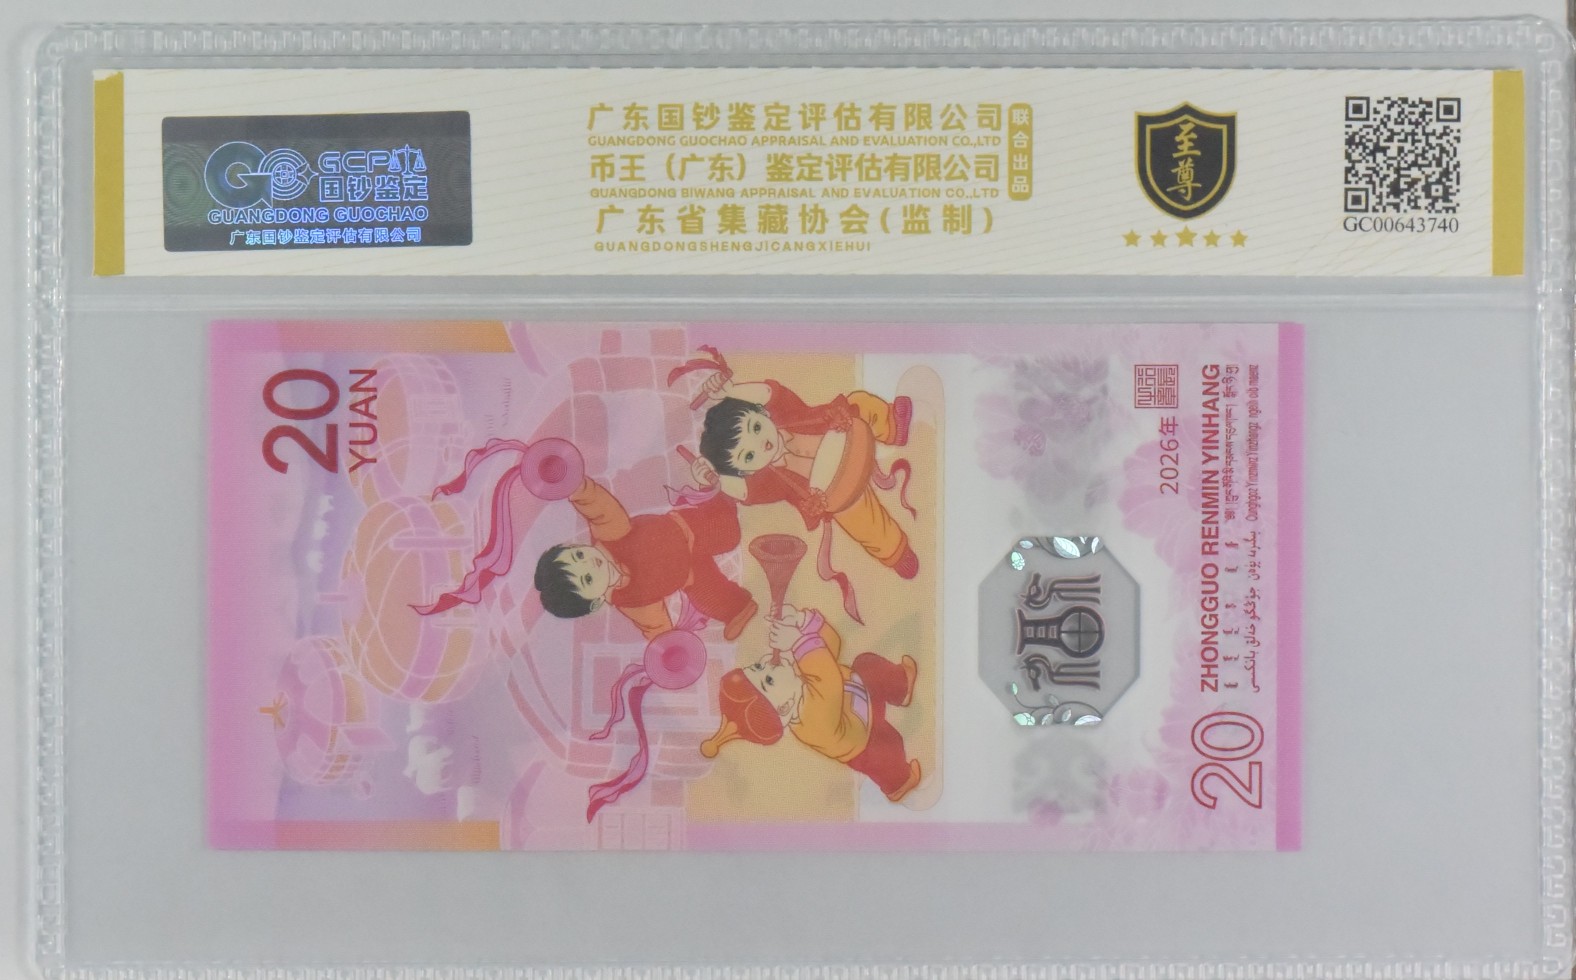 GCP
国钞鉴定
GUANGDONG GUOCHAO
广东国钞鉴定评估有限公司
广东国钞鉴定评估有限公司
GUANGDONG GUOCHAO APPRAISAL AND EVALUATION CO.,LTD
币王（广东）鉴定评估有限公司
GUANGDONG BIWANG APPRAISAL AND EVALUATION CO.,LTD
广东省集藏协会(监制)
GUANGDONGSHENGJICANGXIEHUI
联合出品
至尊
GC00643740
20
YUAN
2026年
ZHONGGUO RENMIN YINHANG
20